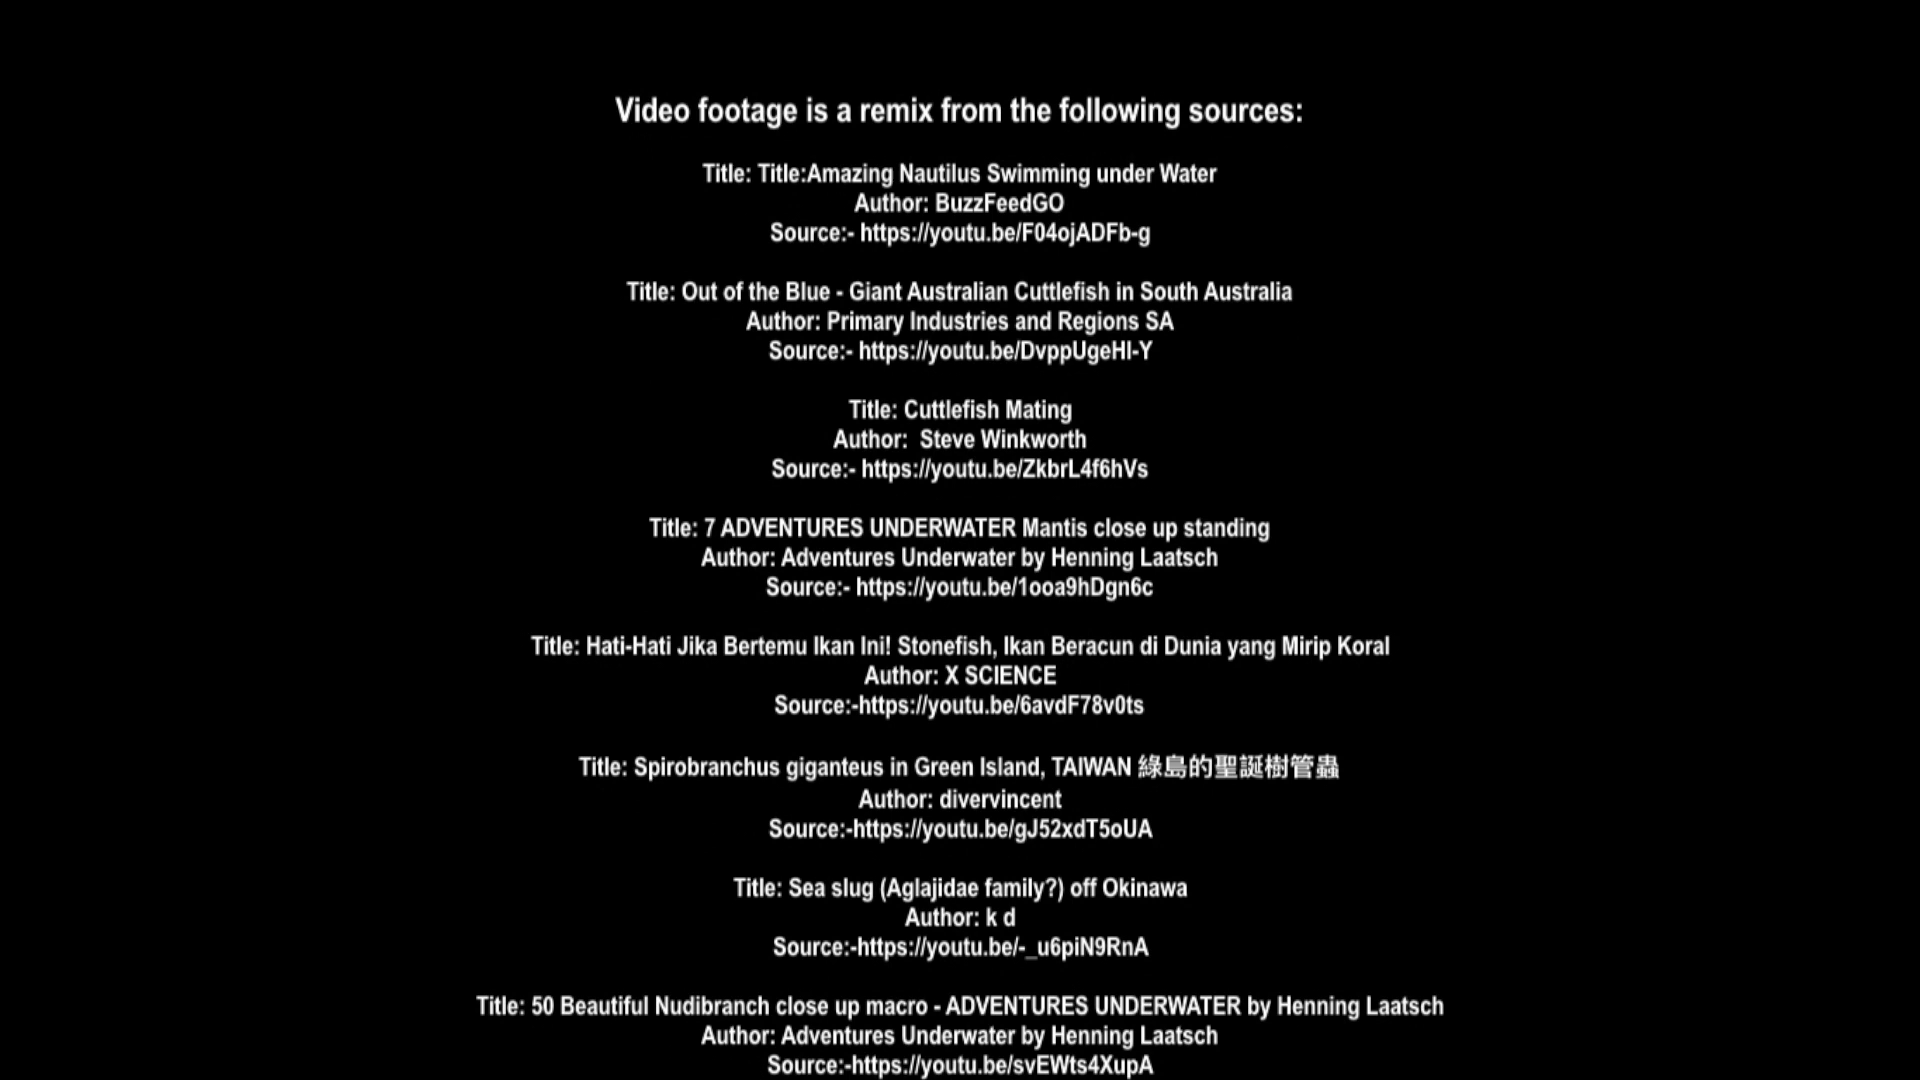 Video footage is a remix from the following sources:
Title: Title:Amazing Nautilus Swimming under Water
Author: BuzzFeedGO
Source:- https://youtu.be/F04ojADFb-g
Title: Out of the Blue - Giant Australian Cuttlefish in South Australia
Author: Primary Industries and Regions SA
Source:- https://youtu.be/DvppUgeHI-Y
Title: Cuttlefish Mating
Author:  Steve Winkworth
Source:- https://youtu.be/ZkbrL4f6hVs
Title: 7 ADVENTURES UNDERWATER Mantis close up standing
Author: Adventures Underwater by Henning Laatsch
Source:- https://youtu.be/1ooa9hDgn6c
Title: Hati-Hati Jika Bertemu Ikan Ini! Stonefish, Ikan Beracun di Dunia yang Mirip Koral
Author: X SCIENCE
Source:-https://youtu.be/6avdF78v0ts
Title: Spirobranchus giganteus in Green Island, TAIWAN 綠島的聖誕樹管蟲
Author: divervincent
Source:-https://youtu.be/gJ52xdT5oUA
Title: Sea slug (Aglajidae family?) off Okinawa
Author: k d
Source:-https://youtu.be/-_u6piN9RnA
Title: 50 Beautiful Nudibranch close up macro - ADVENTURES UNDERWATER by Henning Laatsch
Author: Adventures Underwater by Henning Laatsch
Source:-https://youtu.be/svEWts4XupA